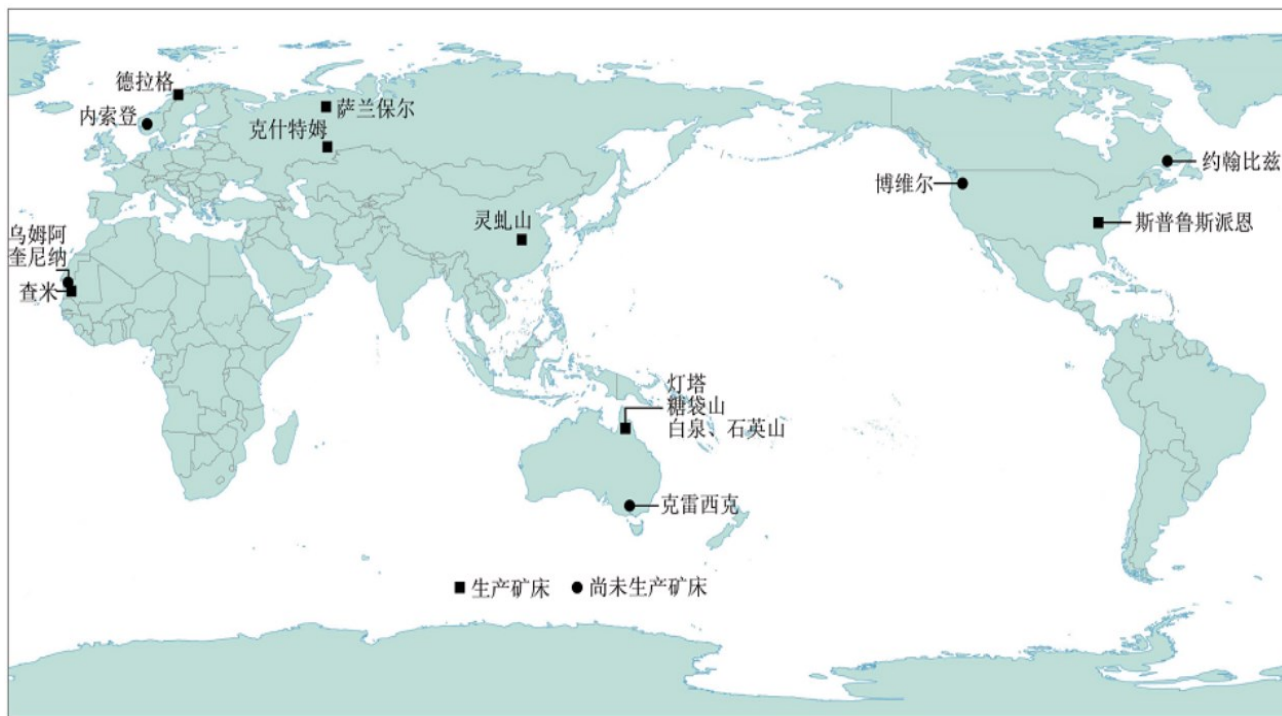 德拉格
内索登
萨兰保尔
克什特姆
约翰比兹
博维尔
斯普鲁斯派恩
灵虬山
乌姆阿
奎尼纳
查米
灯塔
糖袋山
白泉、石英山
克雷西克
生产矿床
尚未生产矿床